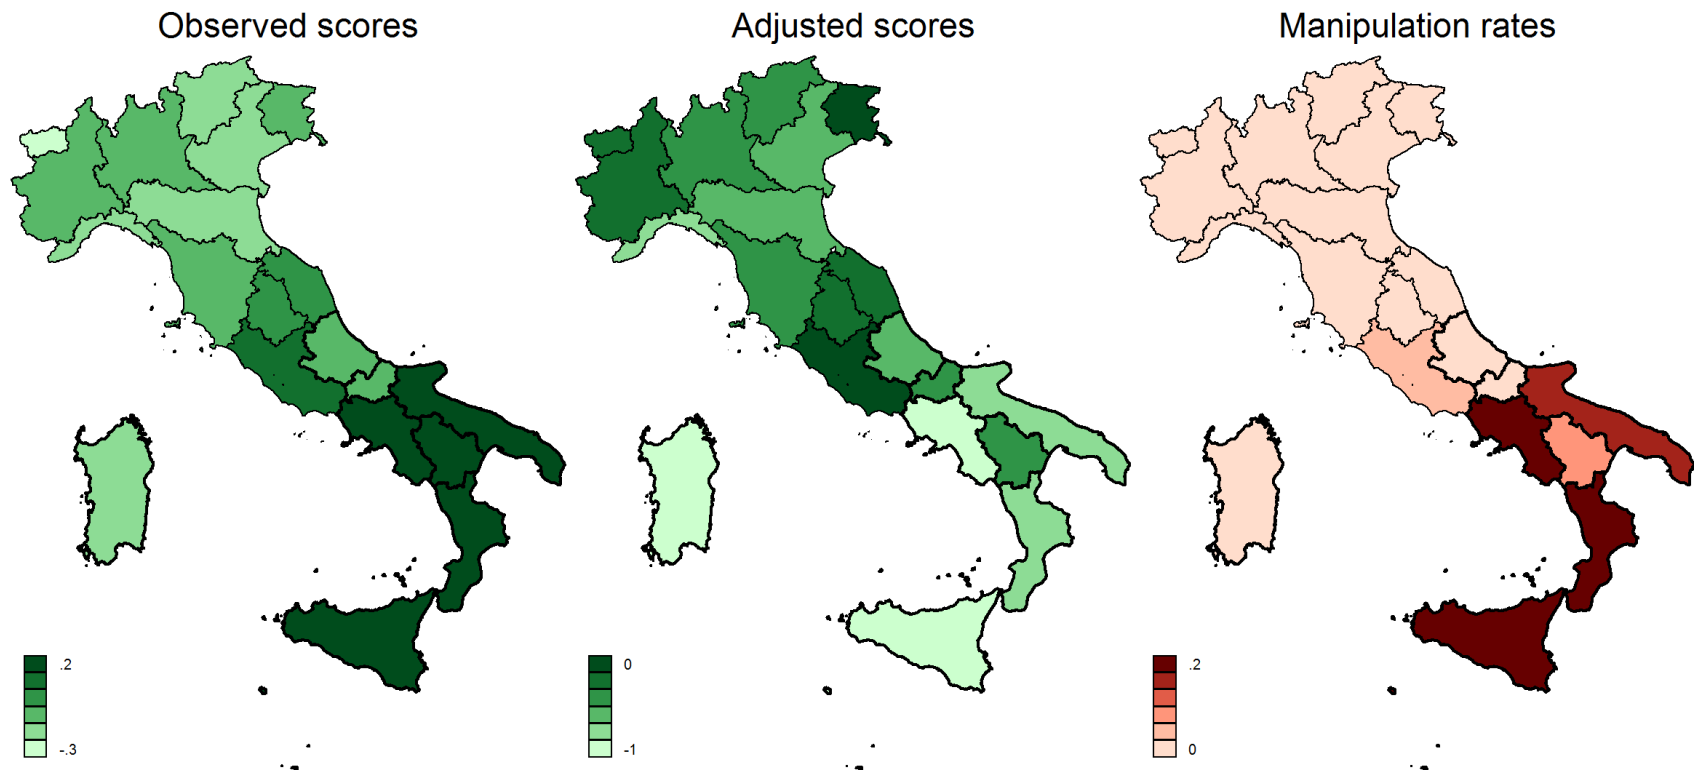 Observed scores
Adjusted scores
Manipulation rates
.2
-.3
0
-1
.2
0